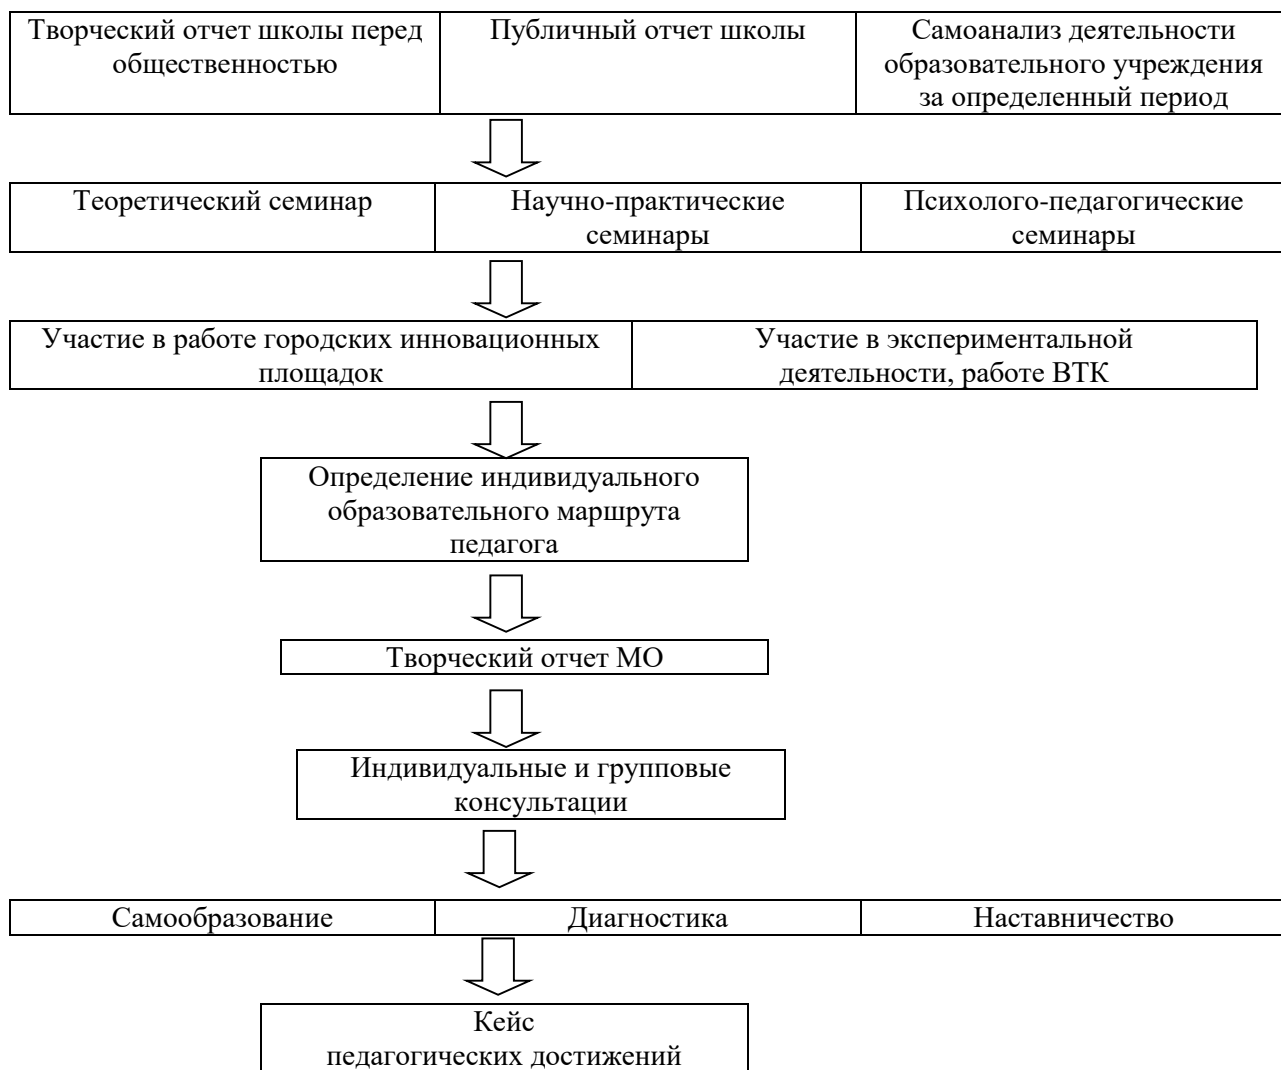 Творческий отчет школы перед
общественностью
Публичный отчет школы
Самоанализ деятельности
образовательного учреждения
за определенный период
Теоретический семинар
Научно-практические
семинары
Психолого-педагогические
семинары
Участие в работе городских инновационных
площадок
Участие в экспериментальной
деятельности, работе ВТК
Определение индивидуального
образовательного маршрута
педагога
Творческий отчет МО
Индивидуальные и групповые
консультации
Самообразование
Диагностика
Наставничество
Кейс
педагогических достижений